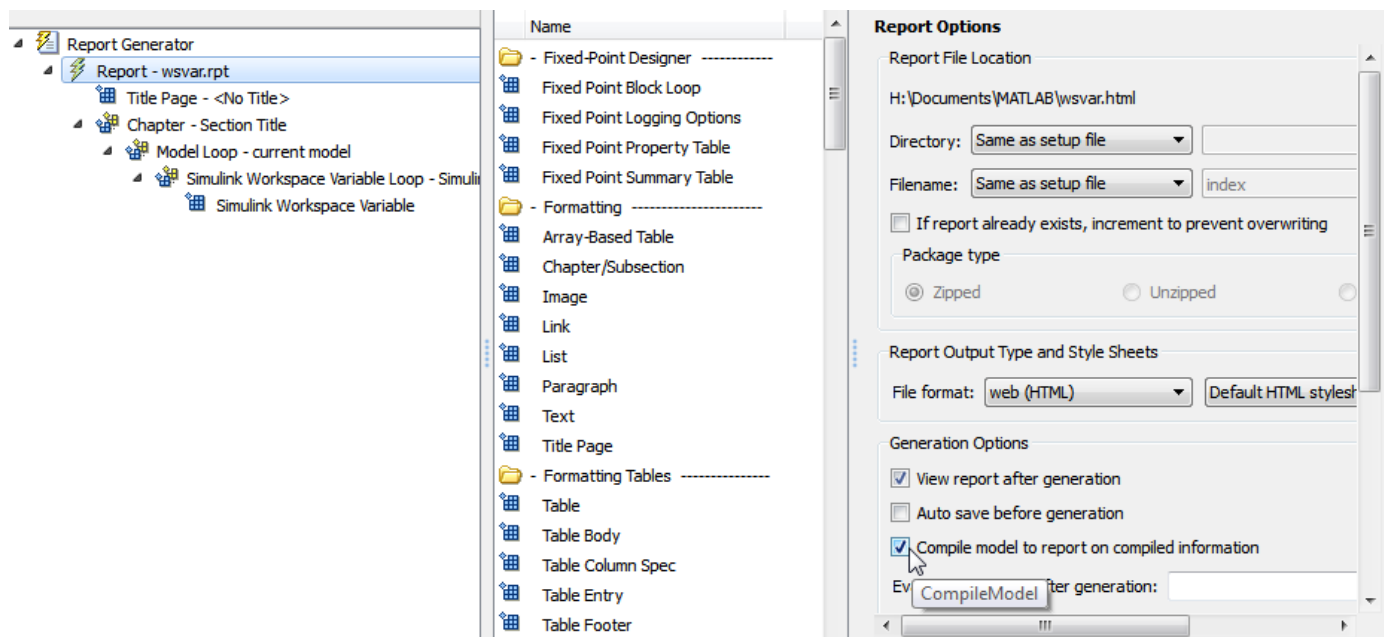 Report Generator
Report - wsvar.rpt
Title Page - <No Title>
Chapter - Section Title
Model Loop - current model
Simulink Workspace Variable Loop - Simuli
Simulink Workspace Variable
Name
- Fixed-Point Designer ------------
Fixed Point Block Loop
Fixed Point Logging Options
Fixed Point Property Table
Fixed Point Summary Table
- Formatting ----------------------
Array-Based Table
Chapter/Subsection
Image
Link
List
Paragraph
Text
Title Page
- Formatting Tables ---------------
Table
Table Body
Table Column Spec
Table Entry
Table Footer
Report Options
Report File Location
H:\Documents\MATLAB\wsvar.html
Directory: Same as setup file
Filename: Same as setup file index
If report already exists, increment to prevent overwriting
Package type
Zipped Unzipped
Report Output Type and Style Sheets
File format: web (HTML) Default HTML stylesh
Generation Options
View report after generation
Auto save before generation
Compile model to report on compiled information
Ev ter generation:
CompileModel